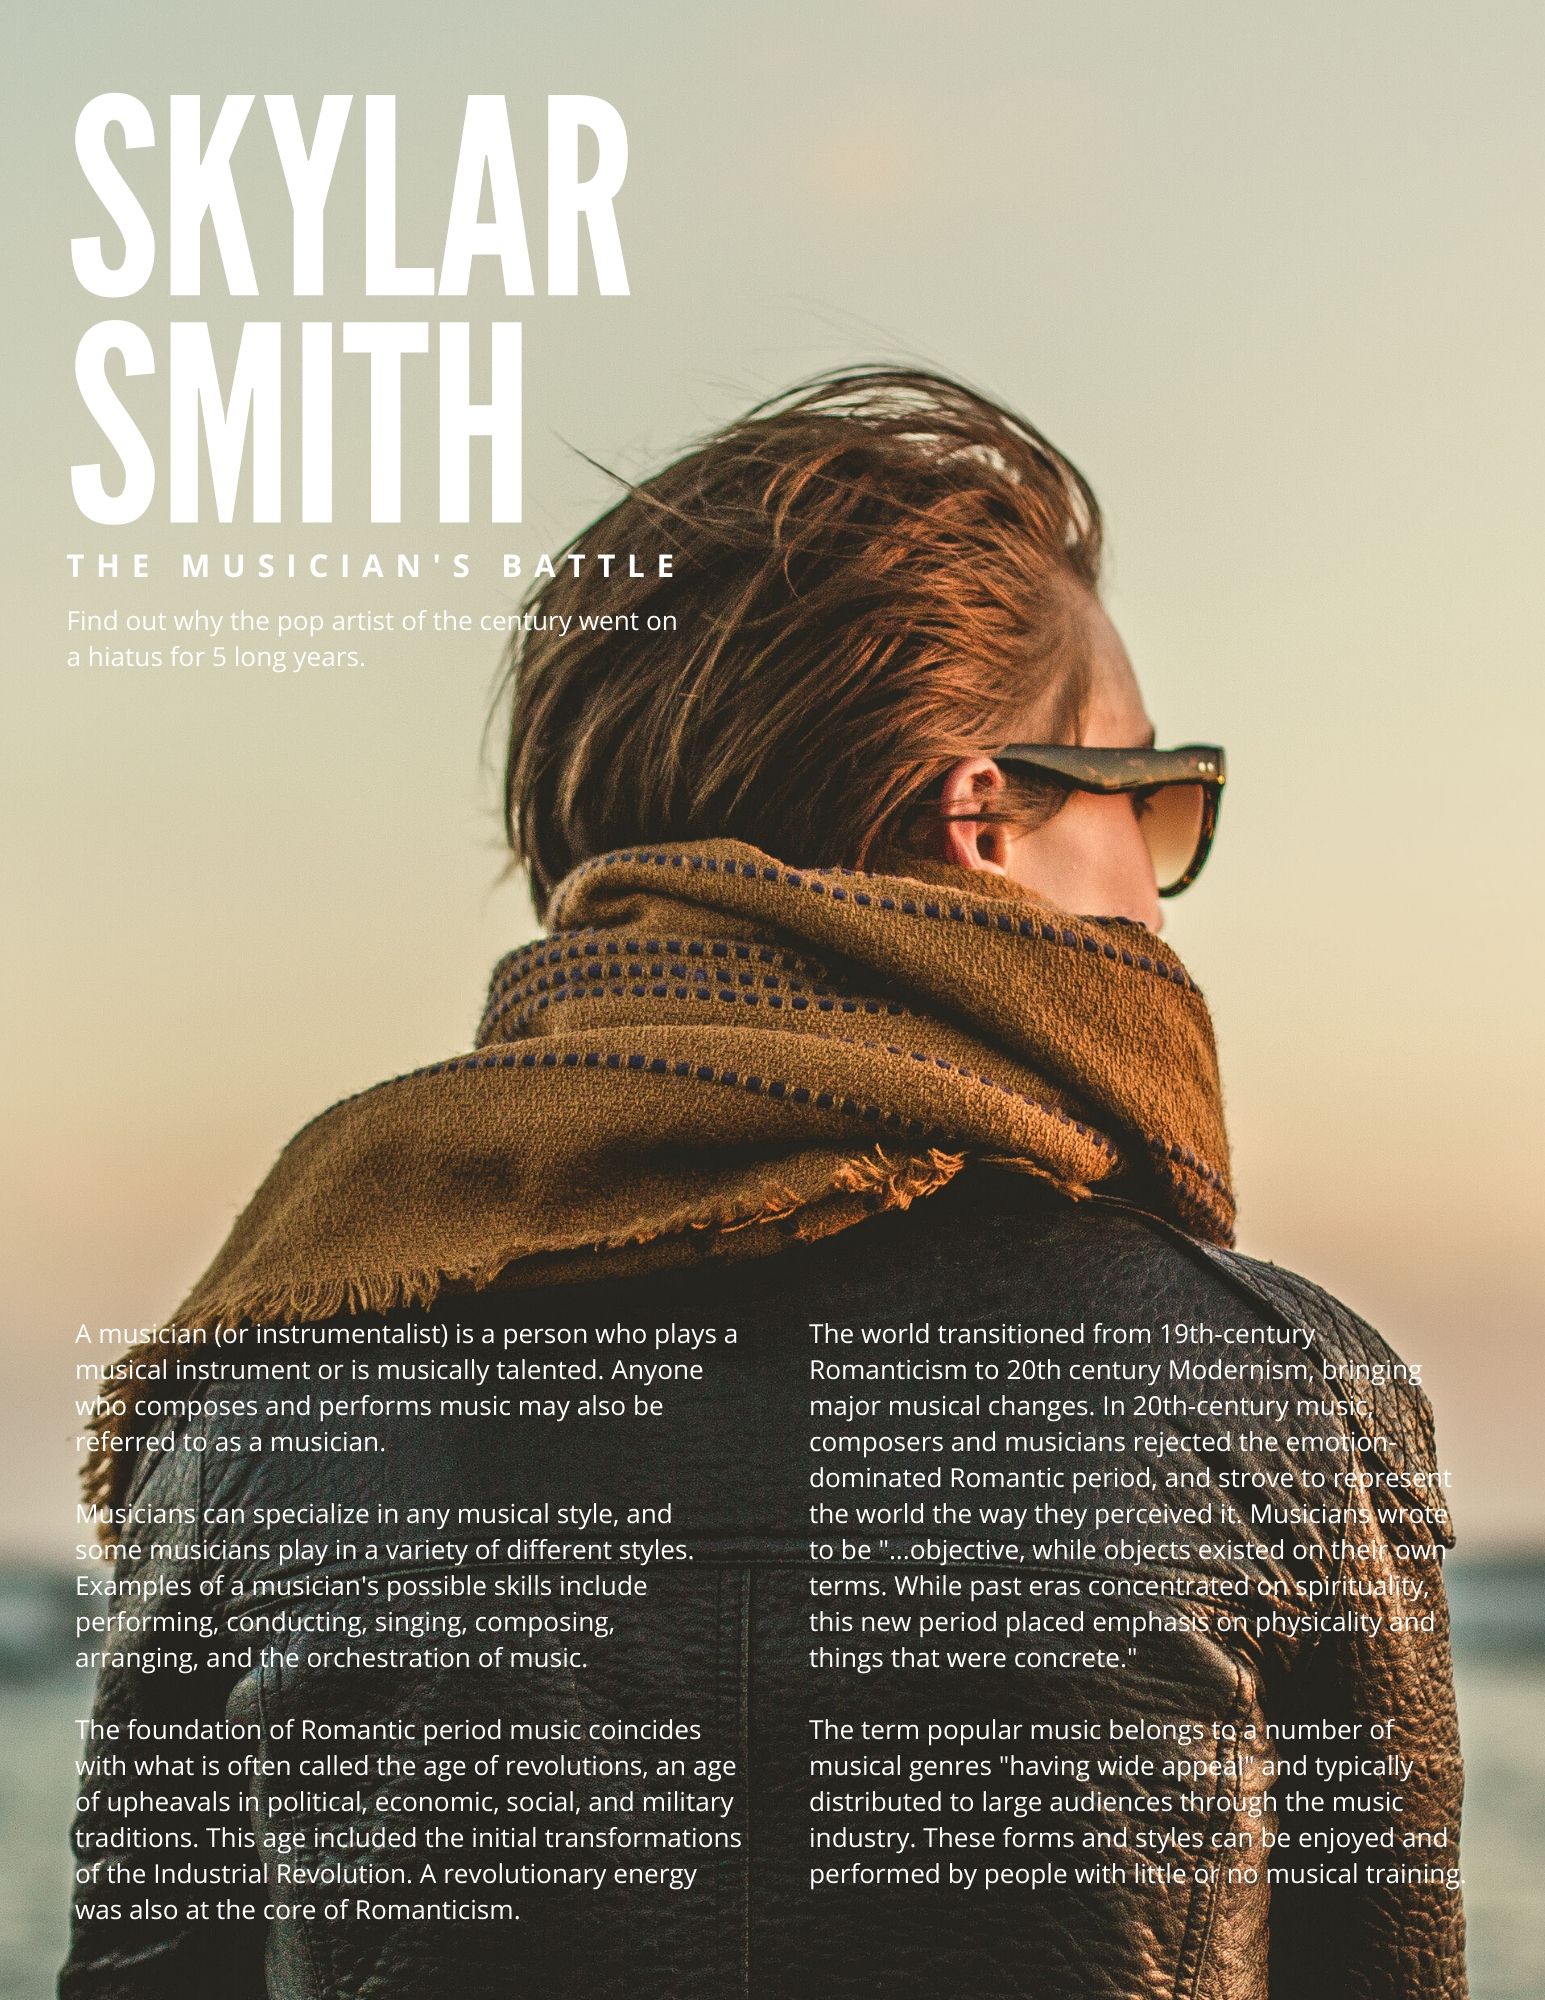 SKYLAR
SMITH
THE MUSICIAN'S BATTLE
Find out why the pop artist of the century went on
a hiatus for 5 long years.
A musician (or instrumentalist) is a person who plays a
musical instrument or is musically talented. Anyone
who composes and performs music may also be
referred to as a musician.
Musicians can specialize in any musical style, and
some musicians play in a variety of different styles.
Examples of a musician's possible skills include
performing, conducting, singing, composing,
arranging, and the orchestration of music.
The foundation of Romantic period music coincides
with what is often called the age of revolutions, an age
of upheavals in political, economic, social, and military
traditions. This age included the initial transformations
of the Industrial Revolution. A revolutionary energy
was also at the core of Romanticism.
The world transitioned from 19th-century
Romanticism to 20th century Modernism, bringing
major musical changes. In 20th-century music,
composers and musicians rejected the emotion-
dominated Romantic period, and strove to represent
the world the way they perceived it. Musicians wrote
to be "...objective, while objects existed on their own
terms. While past eras concentrated on spirituality,
this new period placed emphasis on physicality and
things that were concrete."
The term popular music belongs to a number of
musical genres "having wide appeal" and typically
distributed to large audiences through the music
industry. These forms and styles can be enjoyed and
performed by people with little or no musical training.